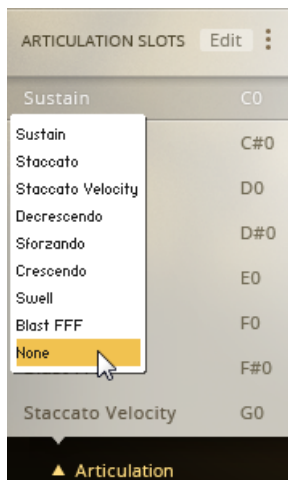 ARTICULATION SLOTS Edit
Sustain C0
Sustain
C#0
Staccato
Staccato Velocity D0
Decrescendo
Sforzando D#0
Crescendo E0
Swell
Blast FFF F0
None
F#0
Staccato Velocity G0
Articulation